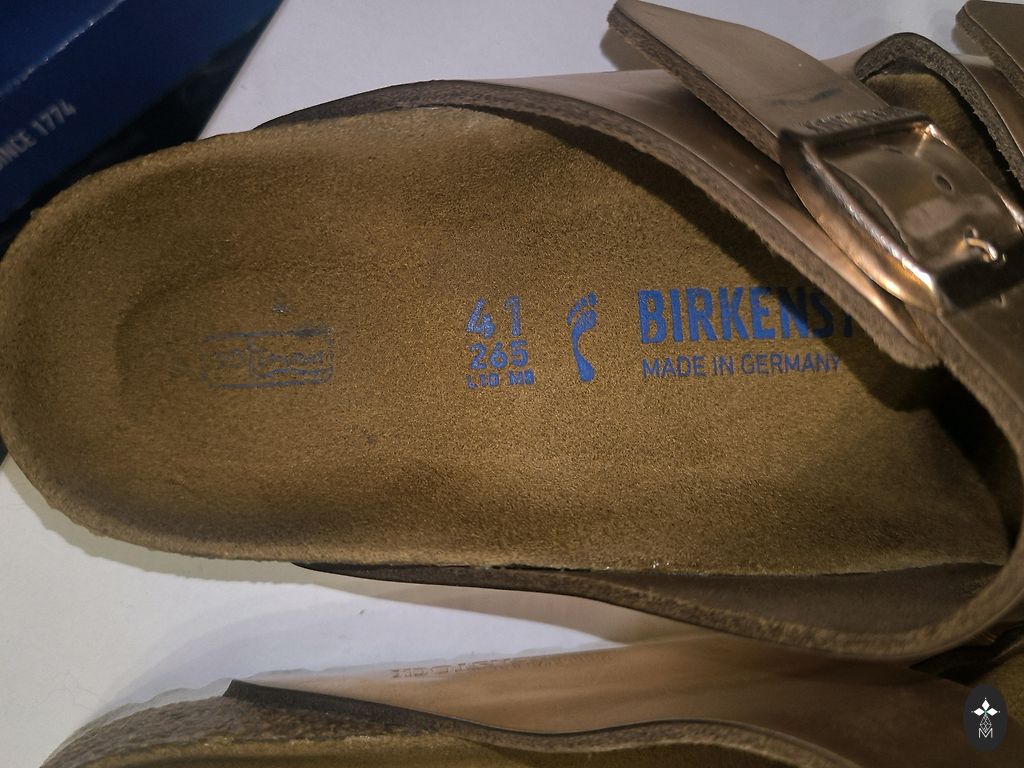 SINCE 1774
41
265
L10 M8
BIRKENST
MADE IN GERMANY
M